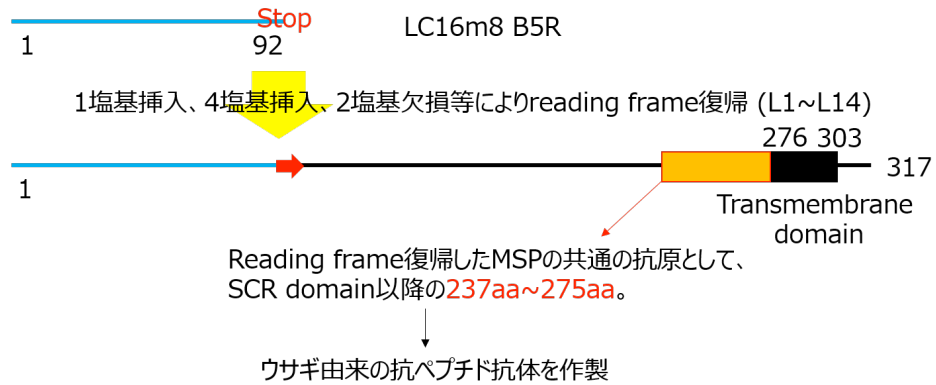 Stop
LC16m8 B5R
1
92
1塩基挿入、4塩基挿入、2塩基欠損等によりreading frame復帰 (L1~L14)
276 303
317
1
Transmembrane
domain
Reading frame復帰したMSPの共通の抗原として、
SCR domain以降の237aa~275aa。
ウサギ由来の抗ペプチド抗体を作製